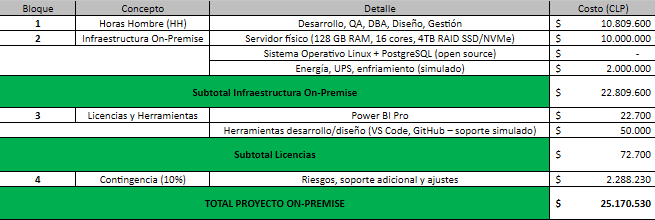 Bloque Concepto Detalle Costo (CLP)
1 Horas Hombre (HH) Desarrollo, QA, DBA, Diseño, Gestión $ 10.809.600
2 Infraestructura On-Premise Servidor físico (128 GB RAM, 16 cores, 4TB RAID SSD/NVMe) $ 10.000.000
Sistema Operativo Linux + PostgreSQL (open source) $ -
Energía, UPS, enfriamiento (simulado) $ 2.000.000
Subtotal Infraestructura On-Premise $ 22.809.600
3 Licencias y Herramientas Power BI Pro $ 22.700
Herramientas desarrollo/diseño (VS Code, GitHub – soporte simulado) $ 50.000
Subtotal Licencias $ 72.700
4 Contingencia (10%) Riesgos, soporte adicional y ajustes $ 2.288.230
TOTAL PROYECTO ON-PREMISE $ 25.170.530